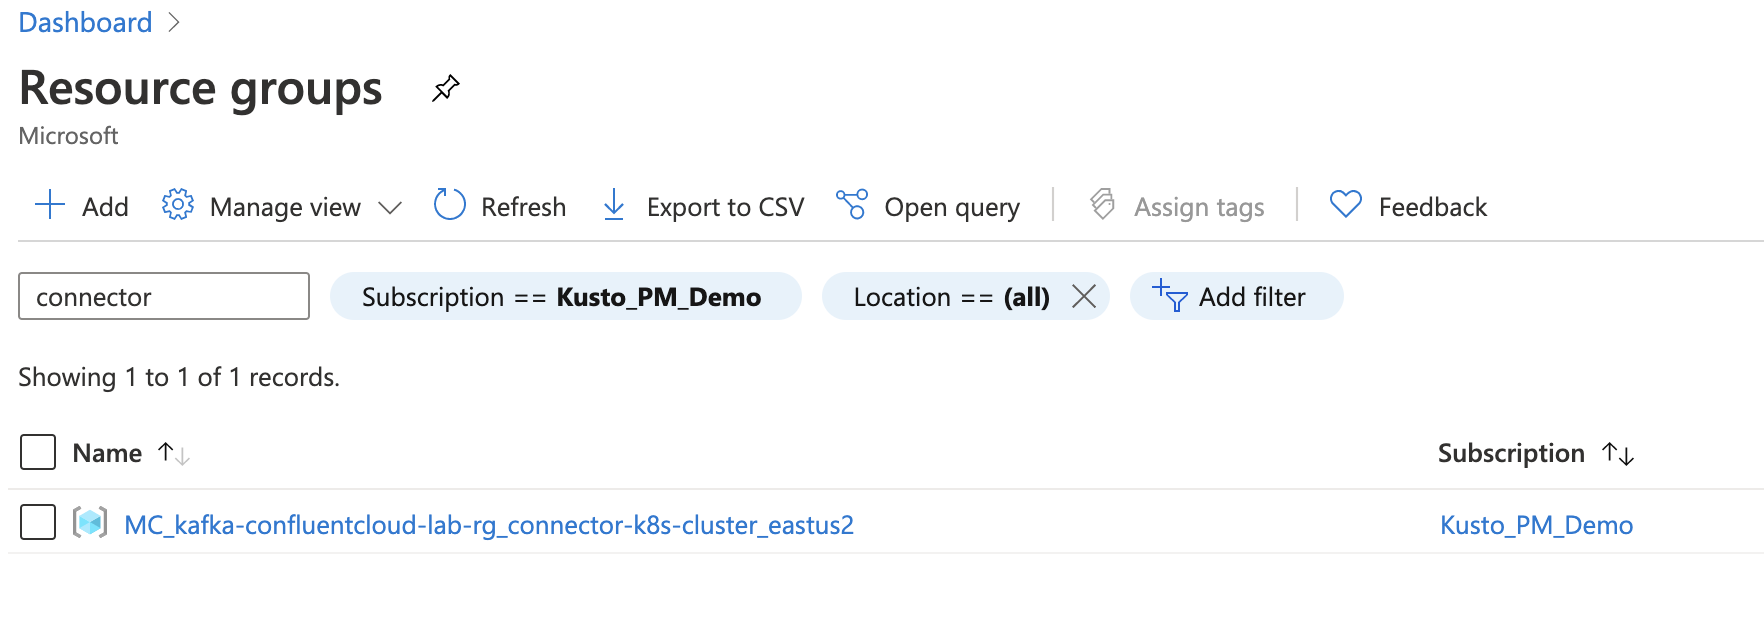 Dashboard
Resource groups
Microsoft
Add Manage view Refresh Export to CSV Open query Assign tags Feedback
connector Subscription == Kusto_PM_Demo Location == (all) Add filter
Showing 1 to 1 of 1 records.
Name Subscription
MC_kafka-confluentcloud-lab-rg_connector-k8s-cluster_eastus2 Kusto_PM_Demo